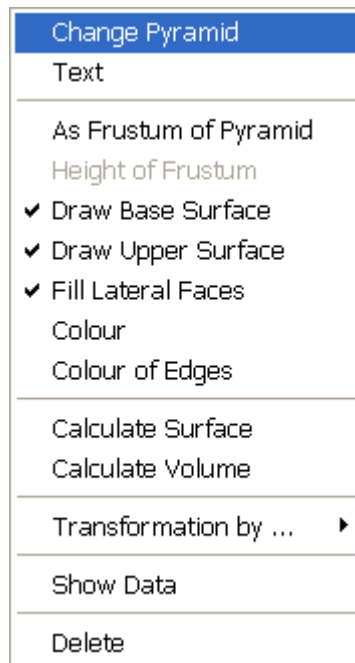 Change Pyramid
Text
As Frustum of Pyramid
Height of Frustum
Draw Base Surface
Draw Upper Surface
Fill Lateral Faces
Colour
Colour of Edges
Calculate Surface
Calculate Volume
Transformation by ...
Show Data
Delete